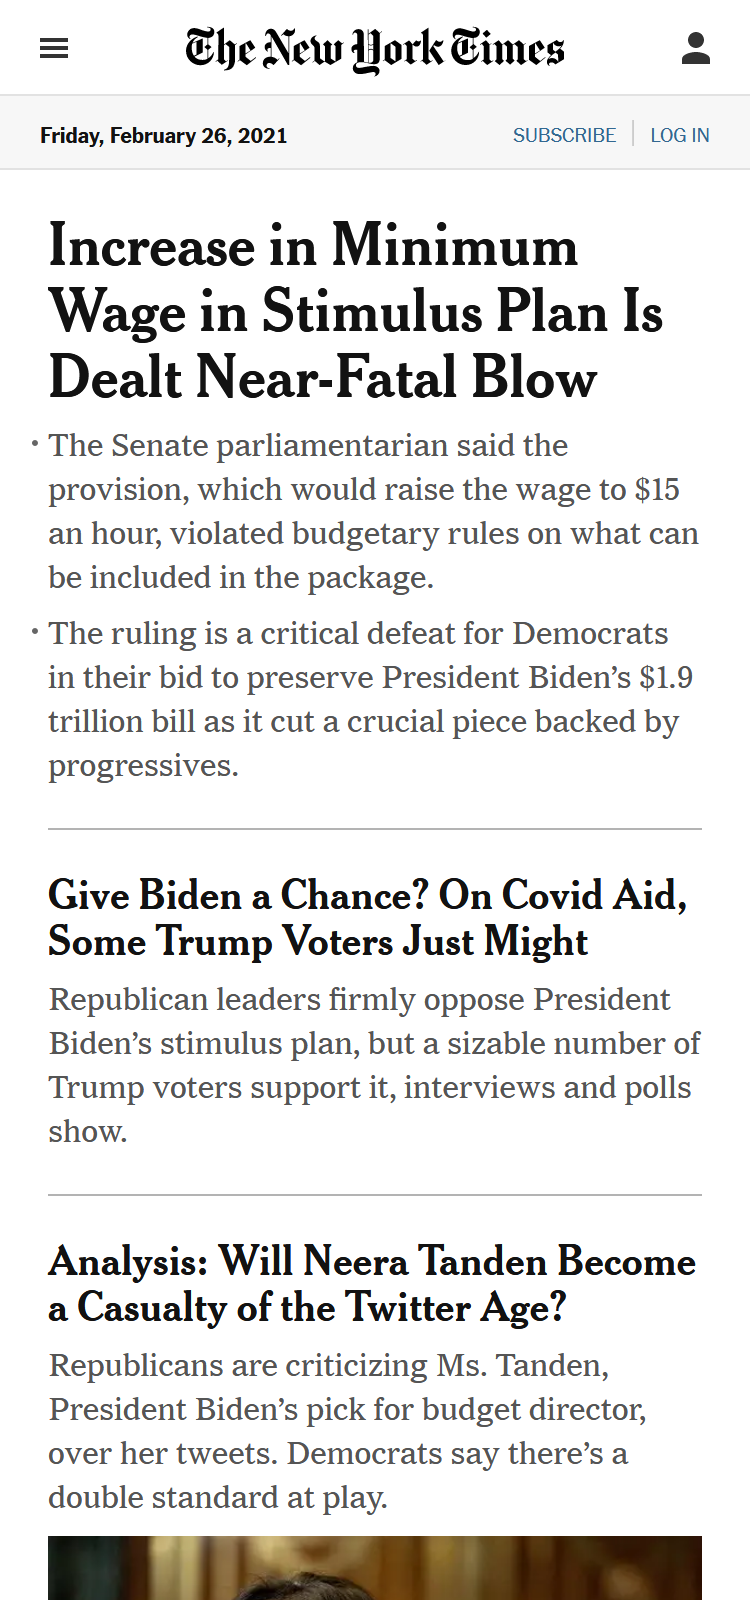 The New York Times
Friday, February 26, 2021
SUBSCRIBE
LOG IN
Increase in Minimum
Wage in Stimulus Plan Is
Dealt Near-Fatal Blow
• The Senate parliamentarian said the
provision, which would raise the wage to $15
an hour, violated budgetary rules on what can
be included in the package.
• The ruling is a critical defeat for Democrats
in their bid to preserve President Biden’s $1.9
trillion bill as it cut a crucial piece backed by
progressives.
Give Biden a Chance? On Covid Aid,
Some Trump Voters Just Might
Republican leaders firmly oppose President
Biden’s stimulus plan, but a sizable number of
Trump voters support it, interviews and polls
show.
Analysis: Will Neera Tanden Become
a Casualty of the Twitter Age?
Republicans are criticizing Ms. Tanden,
President Biden’s pick for budget director,
over her tweets. Democrats say there’s a
double standard at play.